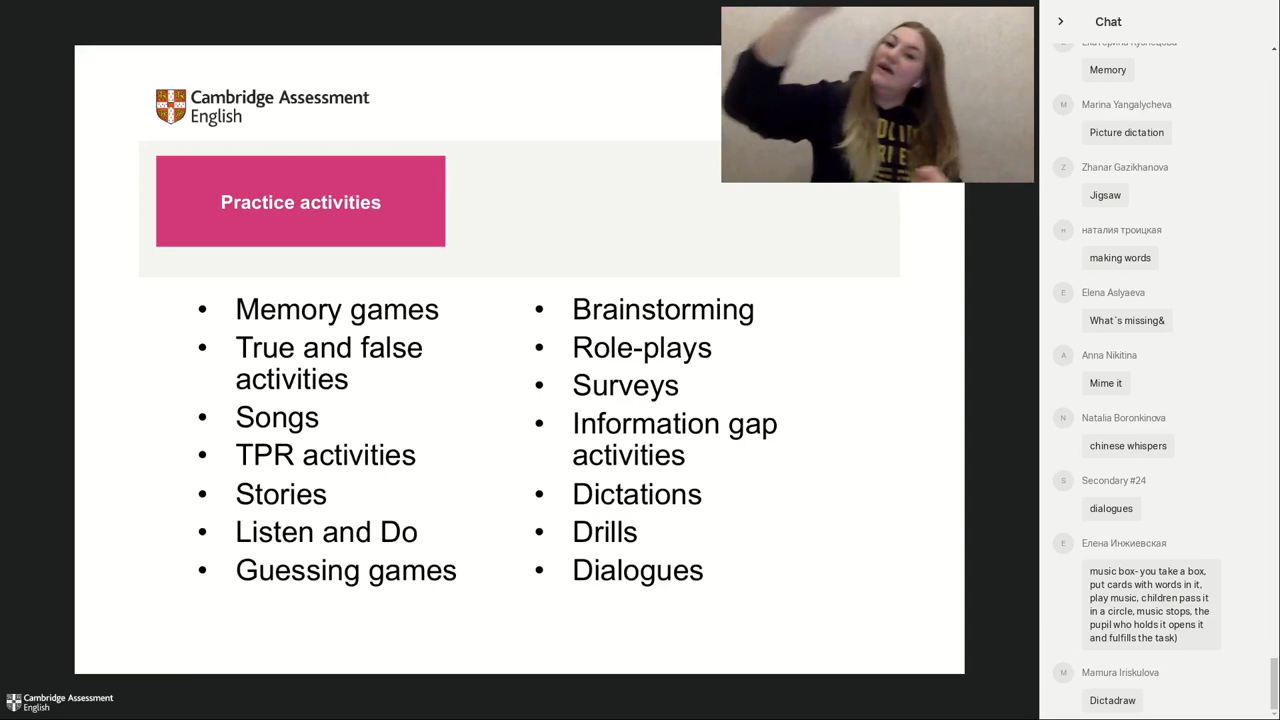 Cambridge Assessment
English
Practice activities
• Memory games
• True and false
activities
• Songs
• TPR activities
• Stories
• Listen and Do
• Guessing games
• Brainstorming
• Role-plays
• Surveys
• Information gap
activities
• Dictations
• Drills
• Dialogues
Cambridge Assessment
English
Chat
Memory
M
Marina Yangalycheva
Picture dictation
Z
Zhanar Gazikhanova
Jigsaw
н
наталия троицкая
making words
E
Elena Aslyaeva
What`s missing&
A
Anna Nikitina
Mime it
N
Natalia Boronkinova
chinese whispers
S
Secondary #24
dialogues
Е
Елена Инжиевская
music box- you take a box,
put cards with words in it,
play music, children pass it
in a circle, music stops, the
pupil who holds it opens it
and fulfills the task)
M
Mamura Iriskulova
Dictadraw